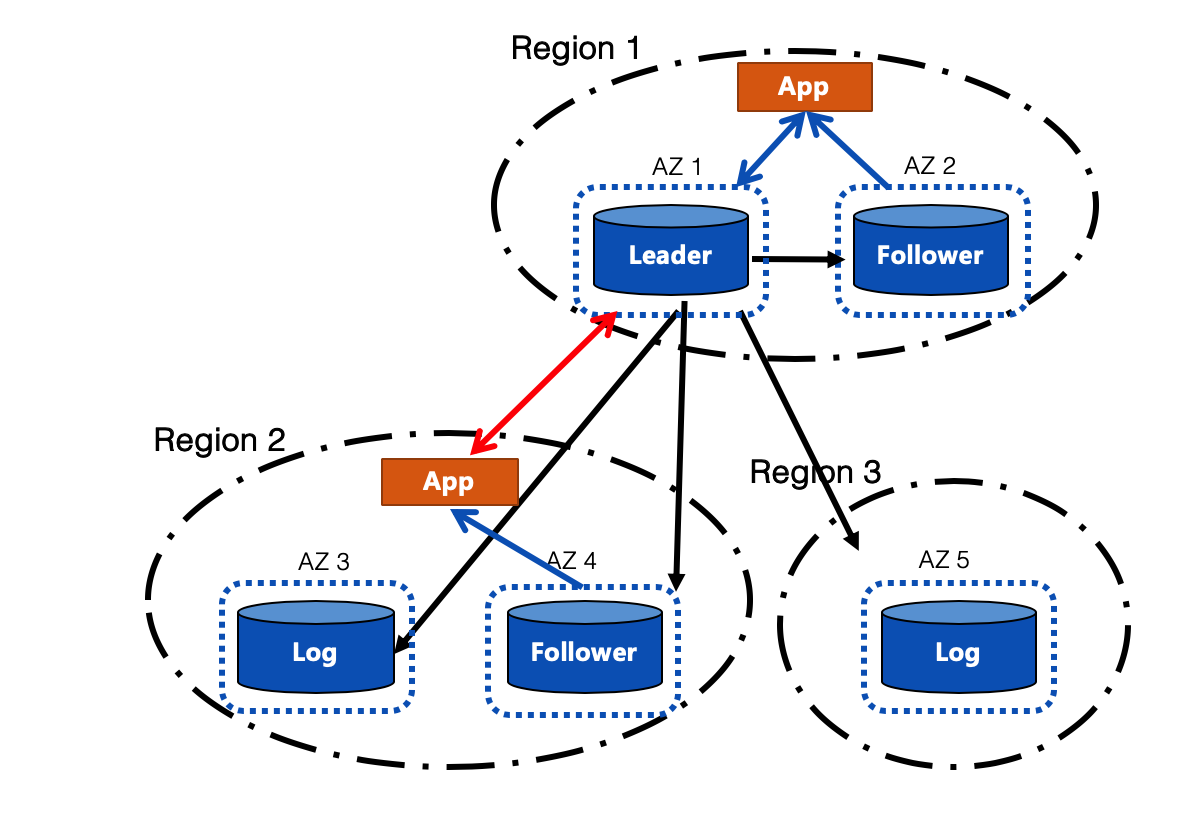 Region 1
App
AZ 1
AZ 2
Leader
Follower
Region 2
App
Region 3
AZ 3
AZ 4
AZ 5
Log
Follower
Log